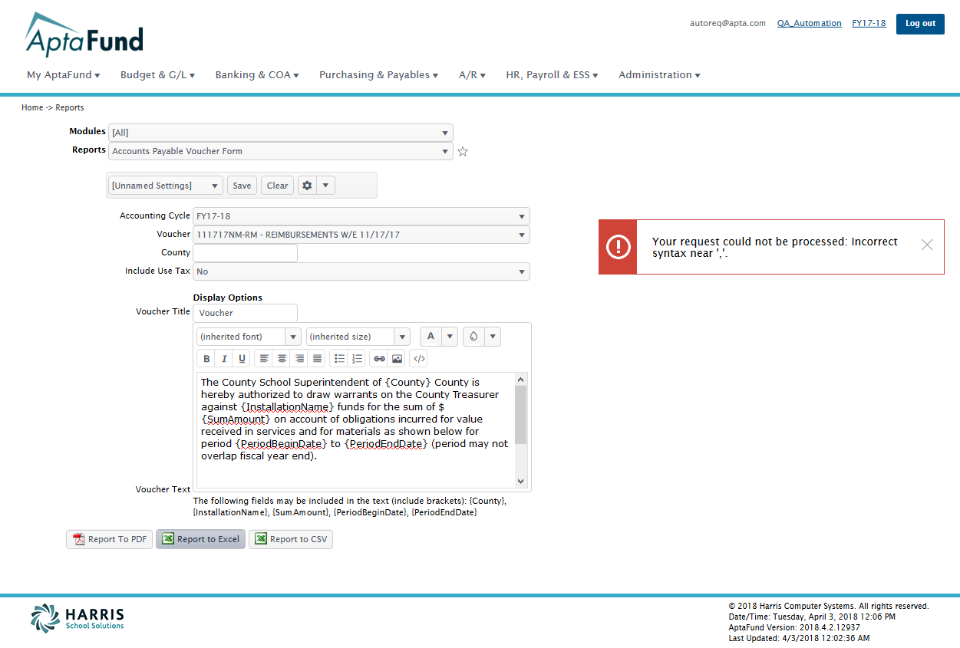 AptaFund
autoreq@apta.com QA_Automation FY17-18 Log out
My AptaFund Budget & G/L Banking & COA Purchasing & Payables A/R HR, Payroll & ESS Administration
Home -> Reports
Modules [All]
Reports Accounts Payable Voucher Form
[Unnamed Settings] Save Clear
Accounting Cycle FY17-18
Voucher 111717NM-RM - REIMBURSEMENTS W/E 11/17/17
County
Include Use Tax No
Your request could not be processed: Incorrect
syntax near ','.
Display Options
Voucher Title Voucher
(inherited font) (inherited size) A
B I U </>
The County School Superintendent of {County} County is
hereby authorized to draw warrants on the County Treasurer
against {InstallationName} funds for the sum of $
{SumAmount} on account of obligations incurred for value
received in services and for materials as shown below for
period {PeriodBeginDate} to {PeriodEndDate} (period may not
overlap fiscal year end).
Voucher Text
The following fields may be included in the text (include brackets): {County},
{InstallationName}, {SumAmount}, {PeriodBeginDate}, {PeriodEndDate}
Report To PDF Report to Excel Report to CSV
HARRIS
School Solutions
© 2018 Harris Computer Systems. All rights reserved.
Date/Time: Tuesday, April 3, 2018 12:06 PM
AptaFund Version: 2018.4.2.12937
Last Updated: 4/3/2018 12:02:36 AM